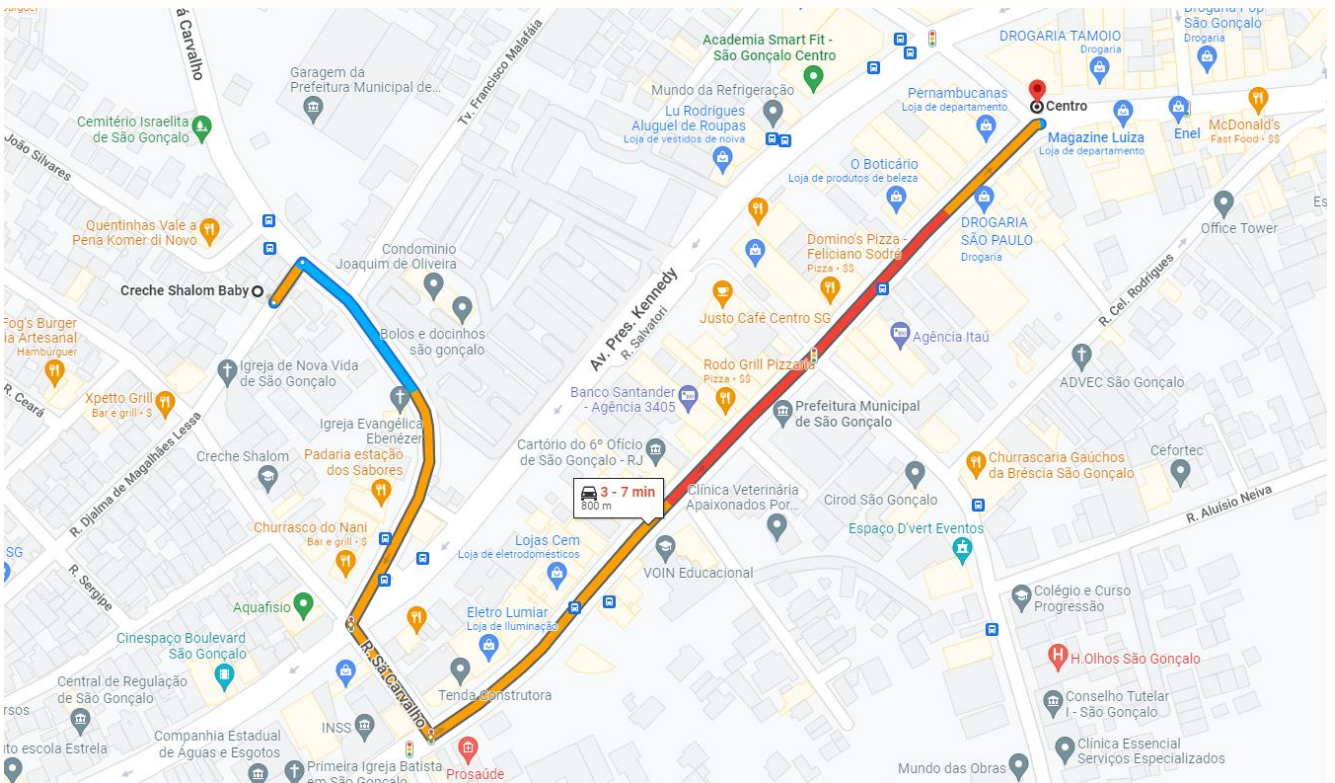 á Carvalho
Drogaria Pop
São Gonçalo
Drogaria
DROGARIA TAMOIO
Drogaria
Academia Smart Fit -
São Gonçalo Centro
Garagem da
Prefeitura Municipal de...
Tv. Francisco Malafáia
Mundo da Refrigeração
Pernambucanas
Loja de departamento
Centro
Cemitério Israelita
de São Gonçalo
Lu Rodrigues
Aluguel de Roupas
Loja de vestidos de noiva
Magazine Luiza
Loja de departamento
Enel
McDonald's
Fast Food • $$
João Silvares
O Boticário
Loja de produtos de beleza
Quentinhas Vale a
Pena Komer di Novo
DROGARIA
SÃO PAULO
Drogaria
Office Tower
Es
Condominio
Joaquim de Oliveira
Domino's Pizza -
Feliciano Sodré
Pizza • $$
Creche Shalom Baby
Av. Pres. Kennedy
R. Salvatori
Justo Café Centro SG
R. Cel. Rodrigues
Fog's Burger
ia Artesanal
Hambúrguer
Bolos e docinhos
são gonçalo
Agência Itaú
Igreja de Nova Vida
de São Gonçalo
Rodo Grill Pizzaria
Pizza • $$
ADVEC São Gonçalo
R. Ceará
Xpetto Grill
Bar e grill • $
Banco Santander
- Agência 3405
Prefeitura Municipal
de São Gonçalo
Igreja Evangélica
Ebenézer
Cartório do 6º Ofício
de São Gonçalo - RJ
Creche Shalom
Padaria estação
dos Sabores
Churrascaria Gaúchos
da Bréscia São Gonçalo
Cefortec
R. Djalma de Magalhães Lessa
3 - 7 min
800 m
Clínica Veterinária
Apaixonados Por...
Cirod São Gonçalo
R. Aluísio Neiva
Churrasco do Nani
Bar e grill • $
Lojas Cem
Loja de eletrodomésticos
Espaço D'vert Eventos
SG
VOIN Educacional
R. Sergipe
Aquafisio
Eletro Lumiar
Loja de Iluminação
Colégio e Curso
Progressão
Cinespaço Boulevard
São Gonçalo
R. Sá Carvalho
H.Olhos São Gonçalo
Central de Regulação
de São Gonçalo
Tenda Construtora
Conselho Tutelar
I - São Gonçalo
rsos
INSS
Companhia Estadual
de Águas e Esgotos
Clínica Essencial
Serviços Especializados
to escola Estrela
Primeira Igreja Batista
em São Gonçalo
Prosaúde
Mundo das Obras